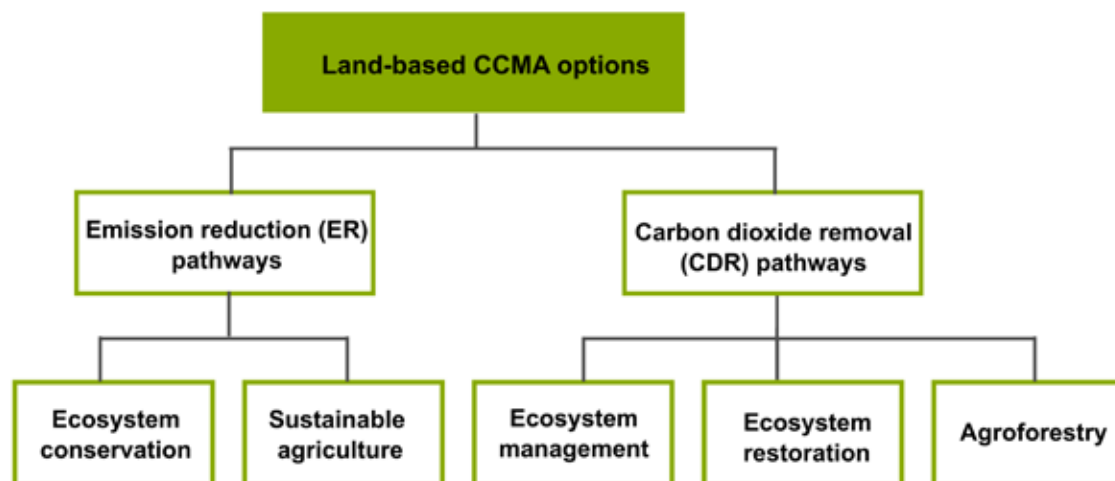 Land-based CCMA options
Emission reduction (ER)
pathways
Carbon dioxide removal
(CDR) pathways
Ecosystem
conservation
Sustainable
agriculture
Ecosystem
management
Ecosystem
restoration
Agroforestry